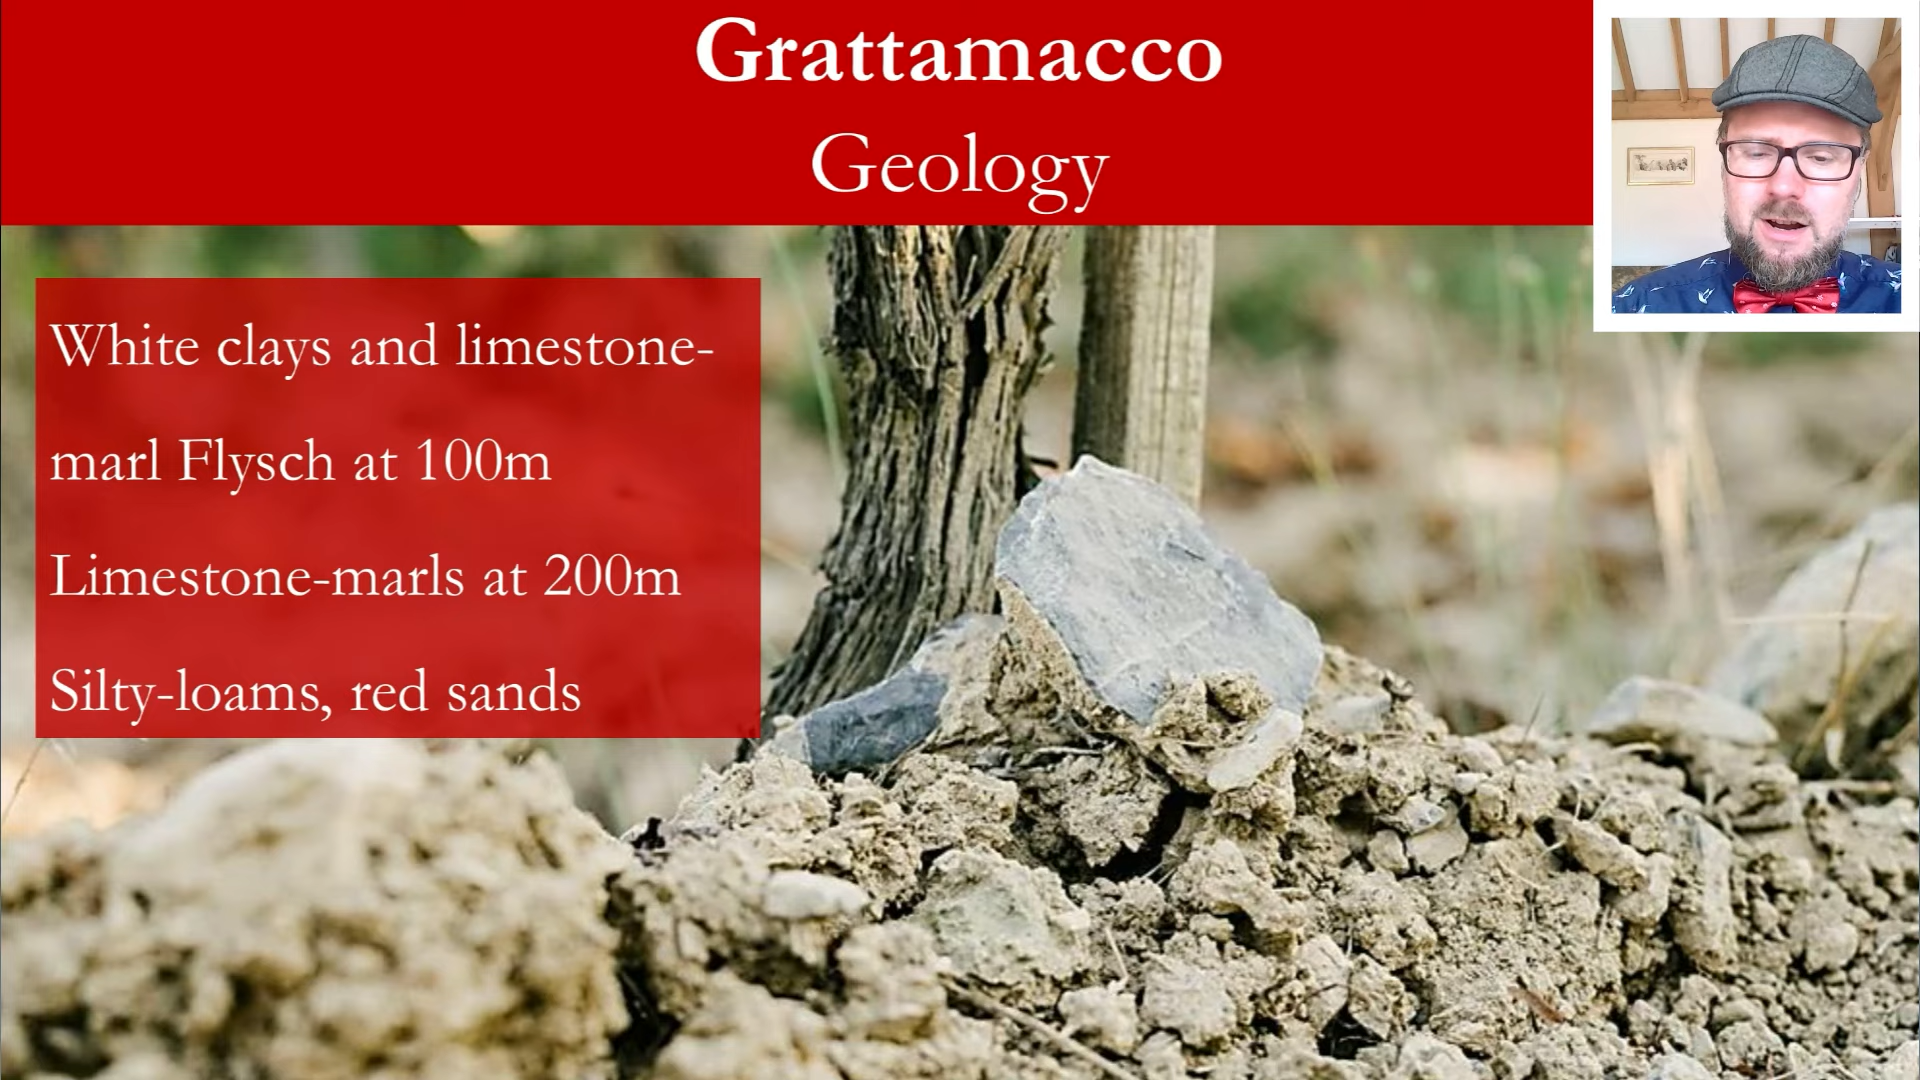 Grattamacco
Geology
White clays and limestone-
marl Flysch at 100m
Limestone-marls at 200m
Silty-loams, red sands